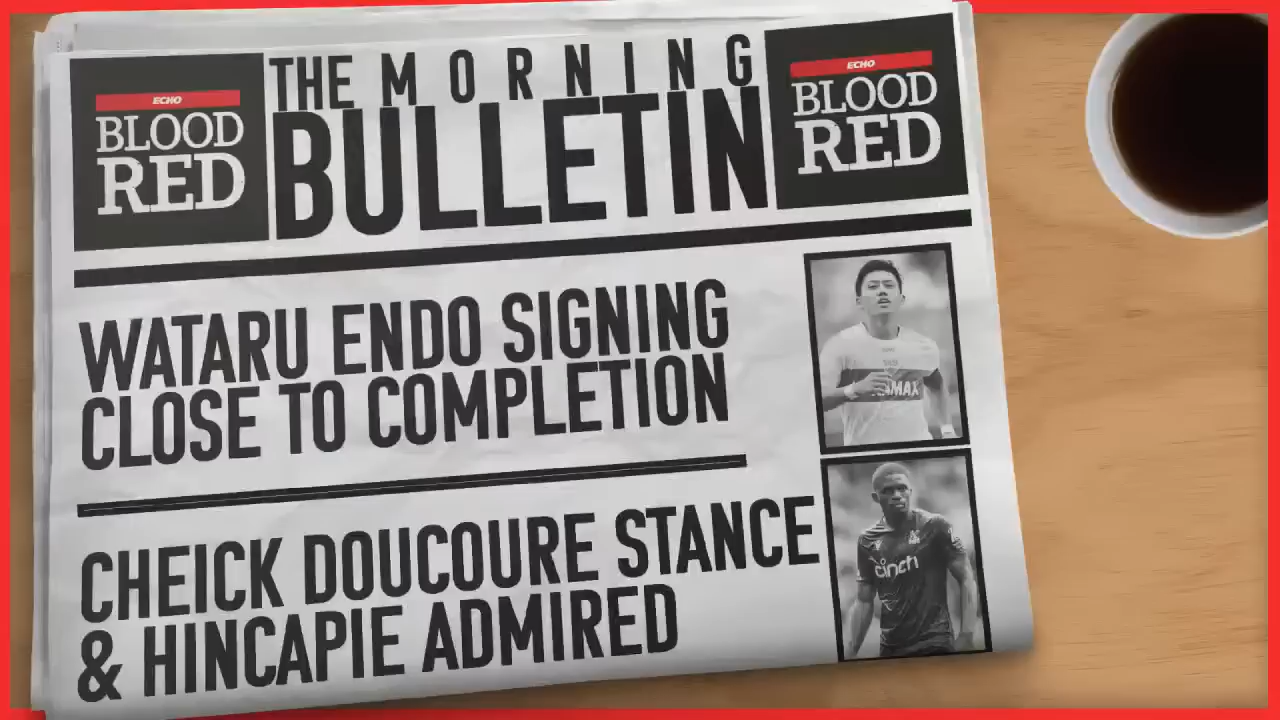 ECHO
BLOOD
RED
THE MORNING
BULLETIN
ECHO
BLOOD
RED
WATARU ENDO SIGNING
CLOSE TO COMPLETION
CHEICK DOUCOURE STANCE
& HINCAPIE ADMIRED
cinch